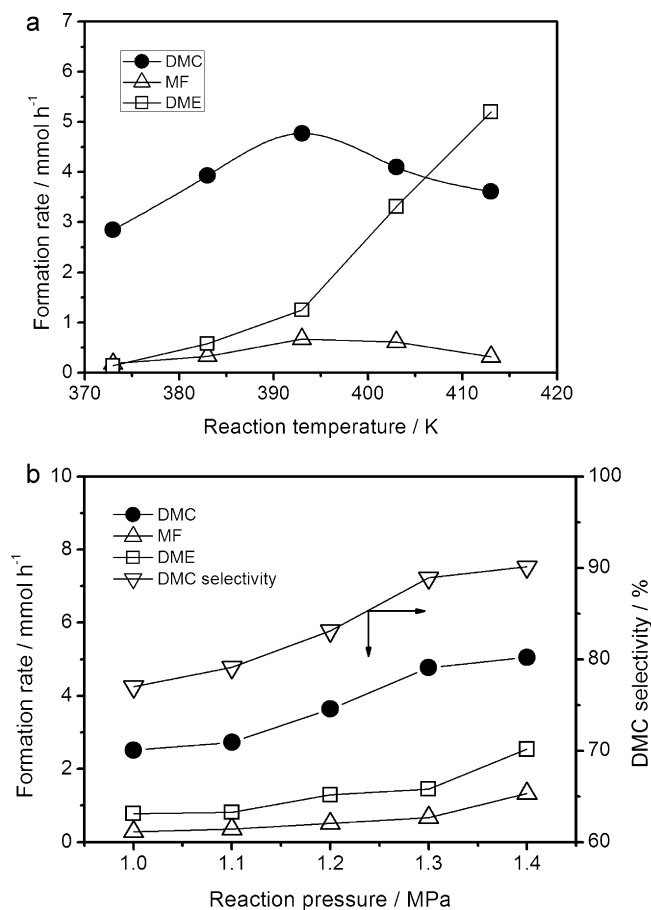 a
7
6
5
4
3
2
1
0
Formation rate / mmol h⁻¹
DMC
MF
DME
370 380 390 400 410 420
Reaction temperature / K
b
10
8
6
4
2
0
Formation rate / mmol h⁻¹
DMC
MF
DME
DMC selectivity
100
90
80
70
60
DMC selectivity / %
1.0 1.1 1.2 1.3 1.4
Reaction pressure / MPa